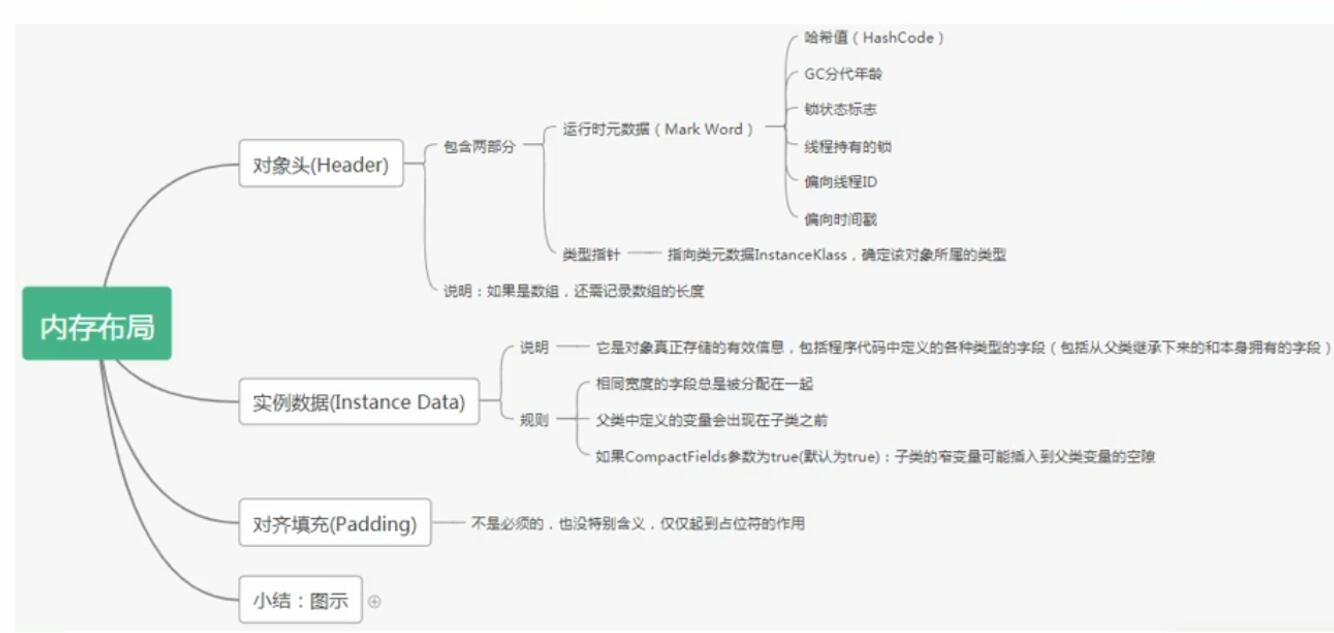 哈希值（HashCode）
GC分代年龄
锁状态标志
运行时元数据（Mark Word）
包含两部分
线程持有的锁
对象头(Header)
偏向线程ID
偏向时间戳
类型指针
指向类元数据InstanceKlass，确定该对象所属的类型
说明：如果是数组，还需记录数组的长度
内存布局
说明
它是对象真正存储的有效信息，包括程序代码中定义的各种类型的字段（包括从父类继承下来的和本身拥有的字段）
相同宽度的字段总是被分配在一起
实例数据(Instance Data)
规则
父类中定义的变量会出现在子类之前
如果CompactFields参数为true(默认为true)：子类的窄变量可能插入到父类变量的空隙
对齐填充(Padding)
不是必须的，也没特别含义，仅仅起到占位符的作用
小结：图示